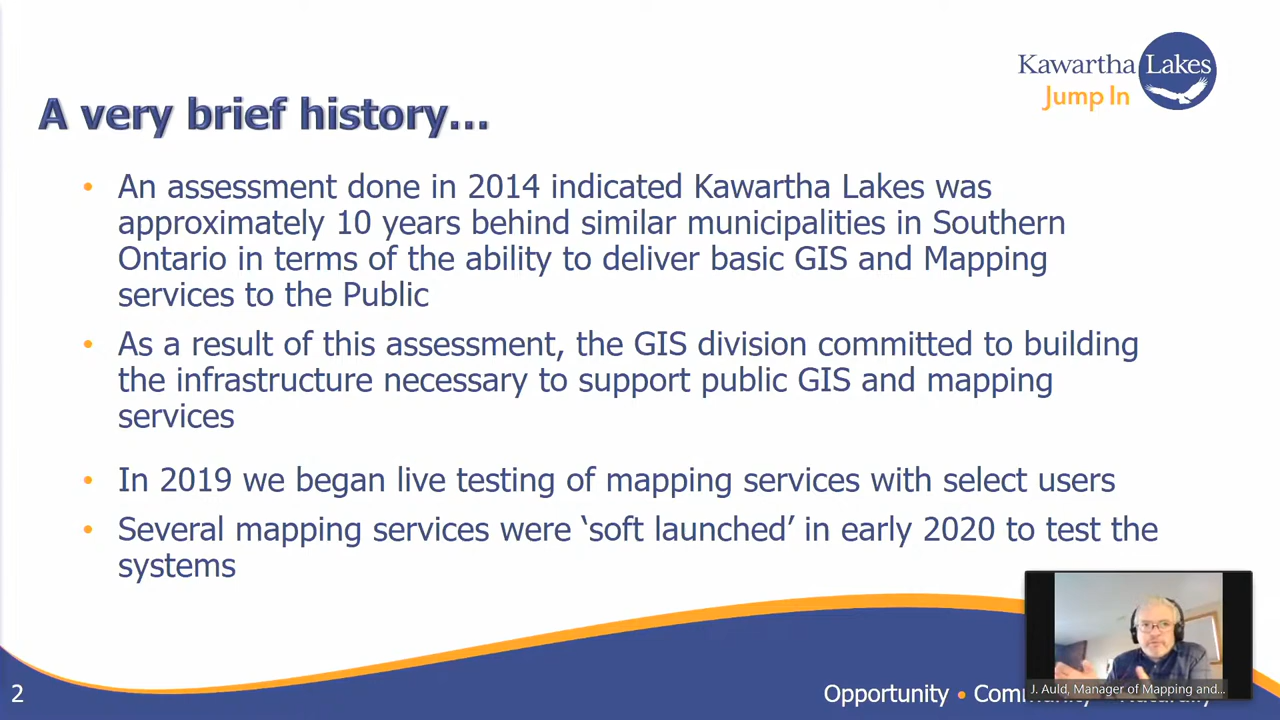 Kawartha Lakes
Jump In
A very brief history...
• An assessment done in 2014 indicated Kawartha Lakes was
approximately 10 years behind similar municipalities in Southern
Ontario in terms of the ability to deliver basic GIS and Mapping
services to the Public
• As a result of this assessment, the GIS division committed to building
the infrastructure necessary to support public GIS and mapping
services
• In 2019 we began live testing of mapping services with select users
• Several mapping services were ‘soft launched’ in early 2020 to test the
systems
J. Auld, Manager of Mapping and...
2
Opportunity •